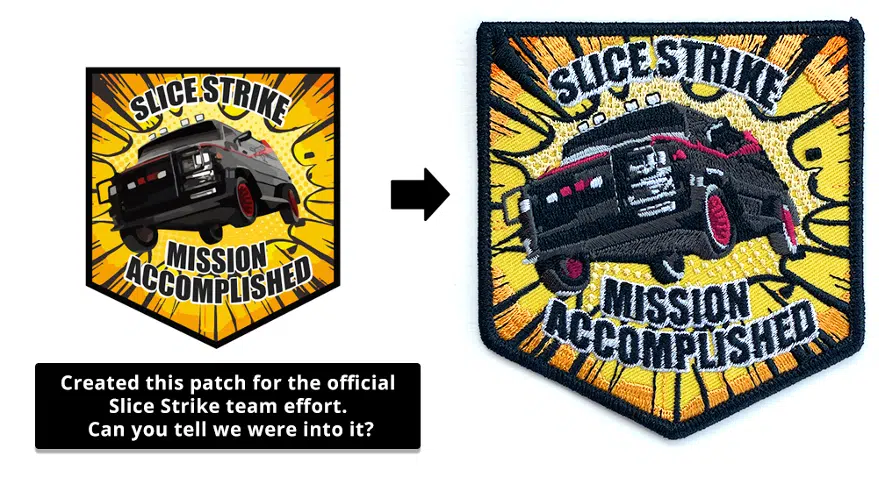 SLICE STRIKE
MISSION
ACCOMPLISHED
Created this patch for the official
Slice Strike team effort.
Can you tell we were into it?
SLICE STRIKE
MISSION
ACCOMPLISHED